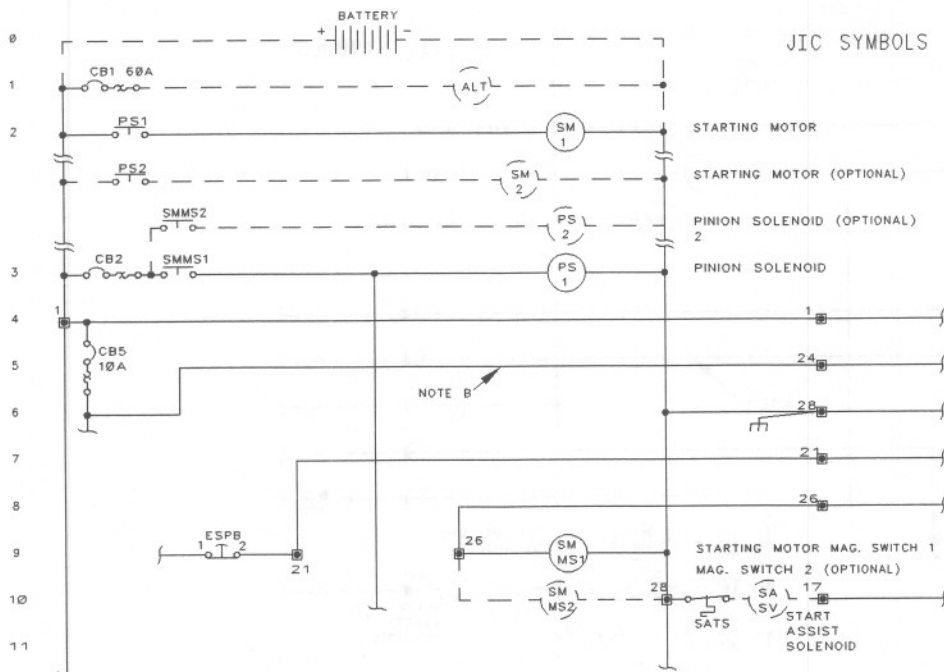 BATTERY
0 + -
JIC SYMBOLS
1 CB1 60A ALT
2 PS1 SM 1 STARTING MOTOR
PS2 SM 2 STARTING MOTOR (OPTIONAL)
SMMS2 PS 2 PINION SOLENOID (OPTIONAL)
2
3 CB2 SMMS1 PS 1 PINION SOLENOID
4 1 1
CB5
5 10A 24
NOTE B
6 28
7 21
8 26
ESPB
9 1 2 21 26 SM MS1 STARTING MOTOR MAG. SWITCH 1
MAG. SWITCH 2 (OPTIONAL)
10 SM MS2 28 SATS SA SV 17
START
ASSIST
SOLENOID
11